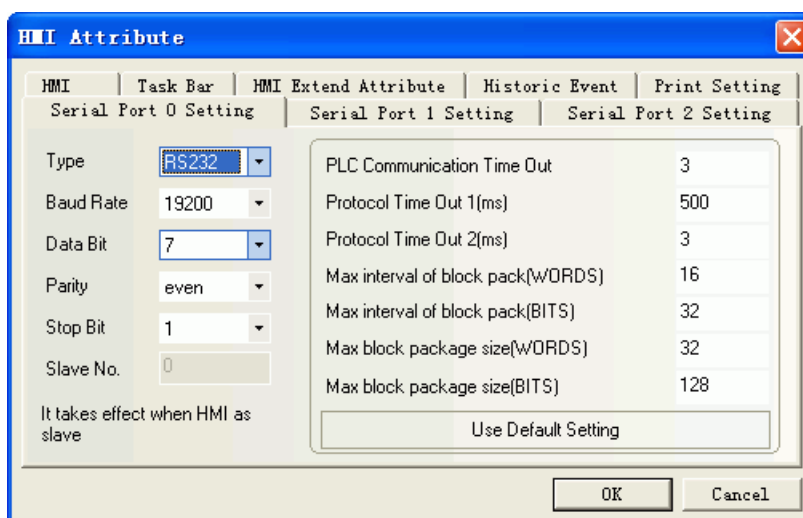 HMI Attribute
HMI
Task Bar
HMI Extend Attribute
Historic Event
Print Setting
Serial Port 0 Setting
Serial Port 1 Setting
Serial Port 2 Setting
Type
RS232
Baud Rate
19200
Data Bit
7
Parity
even
Stop Bit
1
Slave No.
0
It takes effect when HMI as
slave
PLC Communication Time Out
3
Protocol Time Out 1(ms)
500
Protocol Time Out 2(ms)
3
Max interval of block pack(WORDS)
16
Max interval of block pack(BITS)
32
Max block package size(WORDS)
32
Max block package size(BITS)
128
Use Default Setting
OK
Cancel